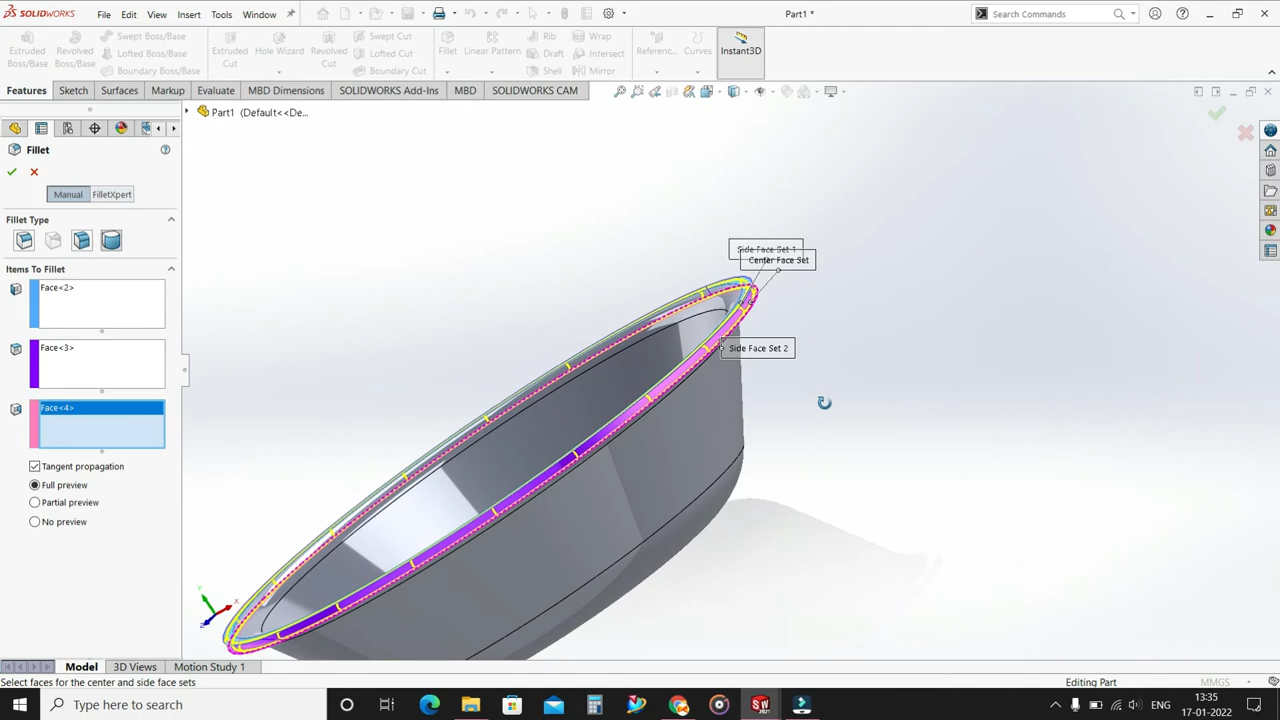 SOLIDWORKS File Edit View Insert Tools Window Part1 * Search Commands
Extruded Boss/Base Revolved Boss/Base Swept Boss/Base Lofted Boss/Base Boundary Boss/Base Extruded Cut Hole Wizard Revolved Cut Swept Cut Lofted Cut Boundary Cut Fillet Linear Pattern Rib Draft Shell Wrap Intersect Mirror Referenc... Curves Instant3D
Features Sketch Surfaces Markup Evaluate MBD Dimensions SOLIDWORKS Add-Ins MBD SOLIDWORKS CAM
Part1 (Default<<De...
Fillet
Manual FilletXpert
Fillet Type
Items To Fillet
Face<2>
Face<3>
Face<4>
Tangent propagation
Full preview
Partial preview
No preview
Side Face Set 1
Center Face Set
Side Face Set 2
Y
X
Z
Model 3D Views Motion Study 1
Select faces for the center and side face sets Editing Part MMGS
Type here to search
ENG
13:35
17-01-2022